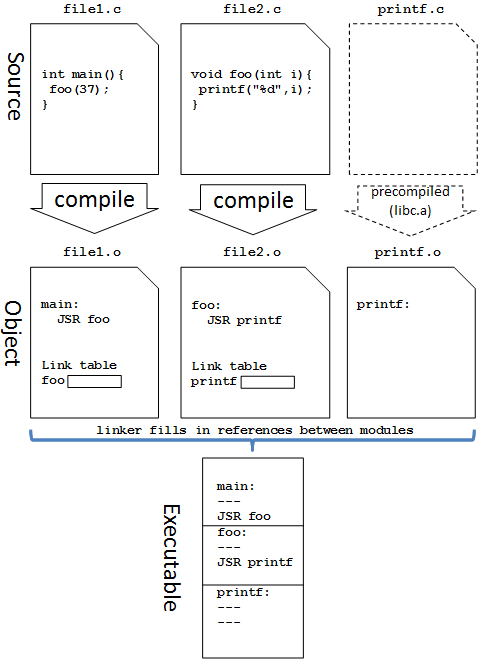 file1.c
file2.c
printf.c
Source
int main(){
foo(37);
}
void foo(int i){
printf("%d",i);
}
compile
compile
precompiled
(libc.a)
file1.o
file2.o
printf.o
Object
main:
JSR foo
Link table
foo
foo:
JSR printf
Link table
printf
printf:
linker fills in references between modules
Executable
main:
---
JSR foo
foo:
---
JSR printf
printf:
---
---